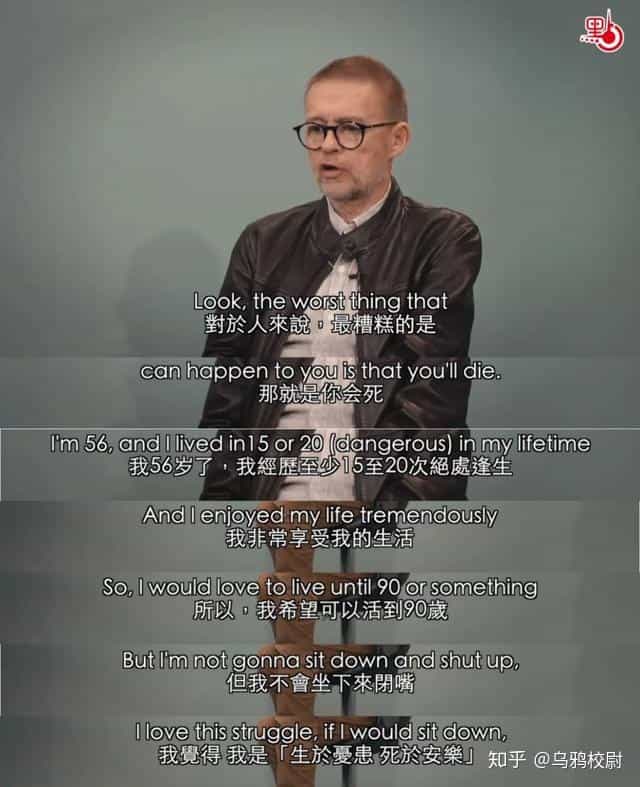 點
Look, the worst thing that
對於人來說，最糟糕的是
can happen to you is that you'll die.
那就是你会死
I'm 56, and I lived in15 or 20 (dangerous) in my lifetime
我56岁了，我經歷至少15至20次絕處逢生
And I enjoyed my life tremendously
我非常享受我的生活
So, I would love to live until 90 or something
所以，我希望可以活到90歲
But I'm not gonna sit down and shut up,
但我不會坐下來閉嘴
I love this struggle, if I would sit down,
我覺得 我是「生於憂患 死於安樂」
知乎 @乌鸦校尉